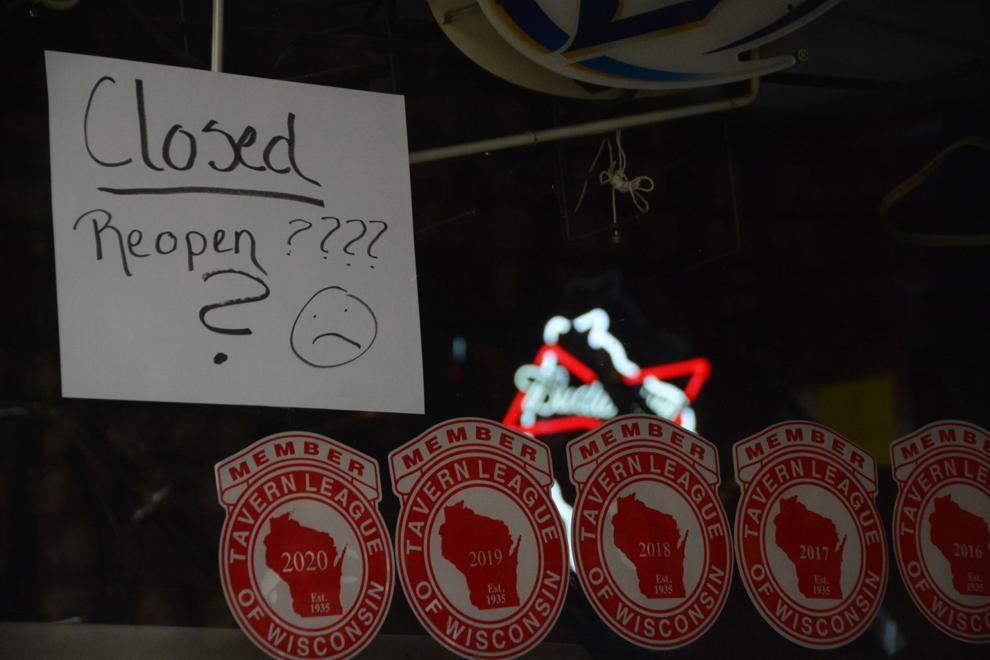 Closed
Reopen ????
?
MEMBER
TAVERN LEAGUE
2020
Est.
1935
OF WISCONSIN
MEMBER
TAVERN LEAGUE
2019
Est.
1935
OF WISCONSIN
MEMBER
TAVERN LEAGUE
2018
Est.
1935
OF WISCONSIN
MEMBER
TAVERN LEAGUE
2017
Est.
1935
OF WISCONSIN
MEMBER
TAVERN LEAGUE
2016
Est.
1935
OF WISCONSIN
®